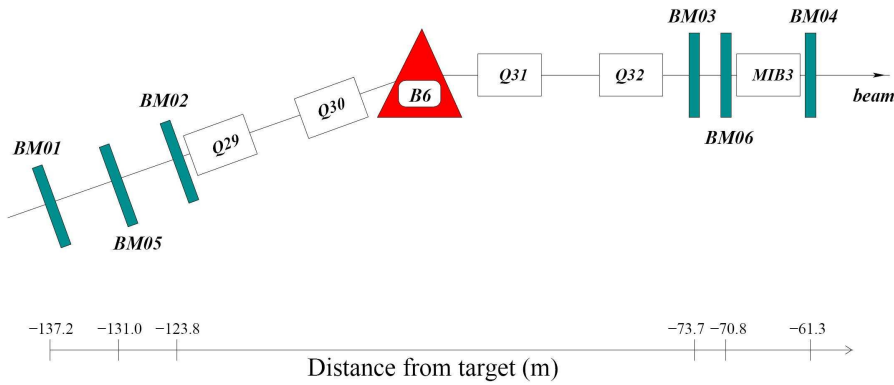 BM03
BM04
BM02
BM01
Q29
Q30
B6
Q31
Q32
MIB3
beam
BM06
BM05
−137.2
−131.0
−123.8
−73.7
−70.8
−61.3
Distance from target (m)